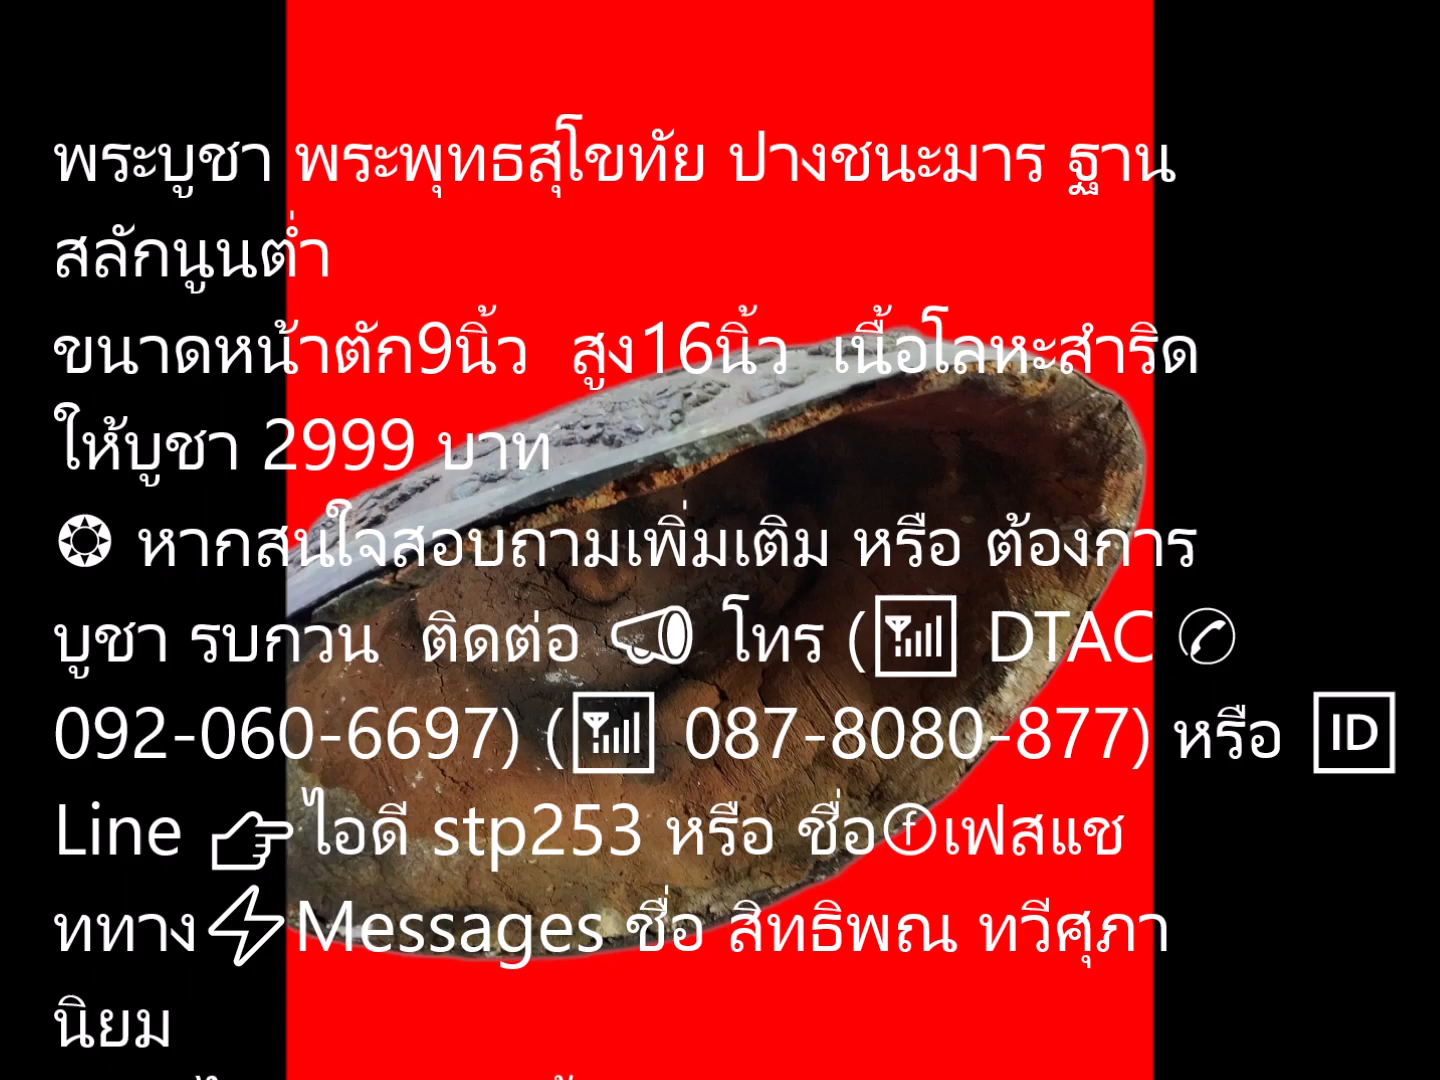 พระบูชา พระพุทธสุโขทัย ปางชนะมาร ฐาน
สลักนูนต่ำ
ขนาดหน้าตัก9นิ้ว สูง16นิ้ว เนื้อโลหะสำริด
ให้บูชา 2999 บาท
❂ หากสนใจสอบถามเพิ่มเติม หรือ ต้องการ
บูชา รบกวน ติดต่อ 📣 โทร (📶 DTAC ✆
092-060-6697) (📶 087-8080-877) หรือ 🆔
Line 👉ไอดี stp253 หรือ ชื่อⓕเฟสแช
ททาง⚡Messages ชื่อ สิทธิพณ ทวีศุภา
นิยม